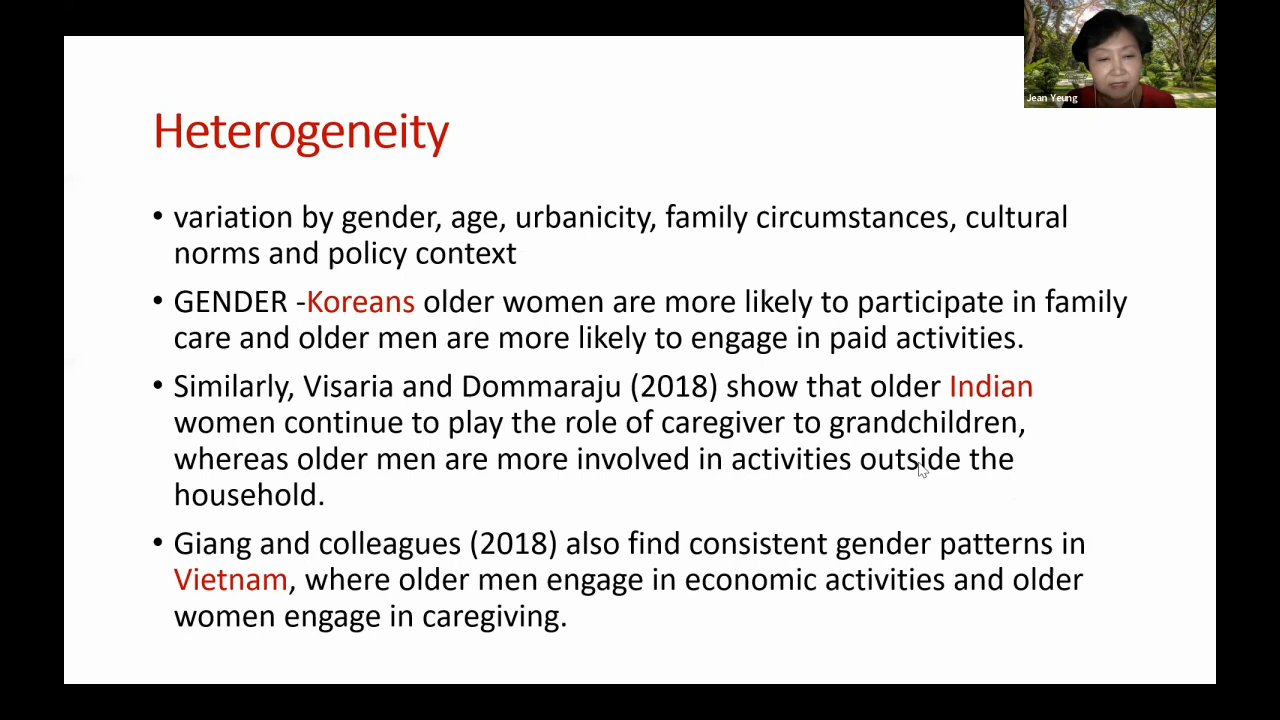 Jean Yeung
Heterogeneity
• variation by gender, age, urbanicity, family circumstances, cultural
norms and policy context
• GENDER -Koreans older women are more likely to participate in family
care and older men are more likely to engage in paid activities.
• Similarly, Visaria and Dommaraju (2018) show that older Indian
women continue to play the role of caregiver to grandchildren,
whereas older men are more involved in activities outside the
household.
• Giang and colleagues (2018) also find consistent gender patterns in
Vietnam, where older men engage in economic activities and older
women engage in caregiving.